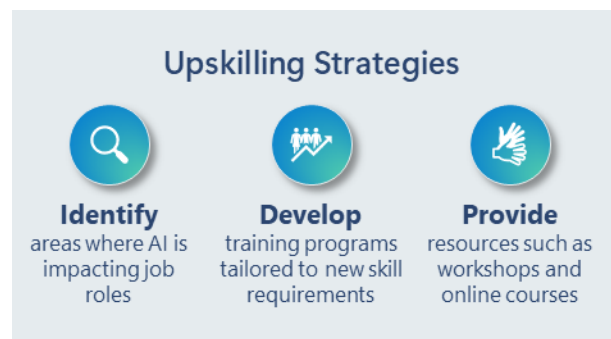 Upskilling Strategies
Identify
areas where AI is
impacting job
roles
Develop
training programs
tailored to new skill
requirements
Provide
resources such as
workshops and
online courses